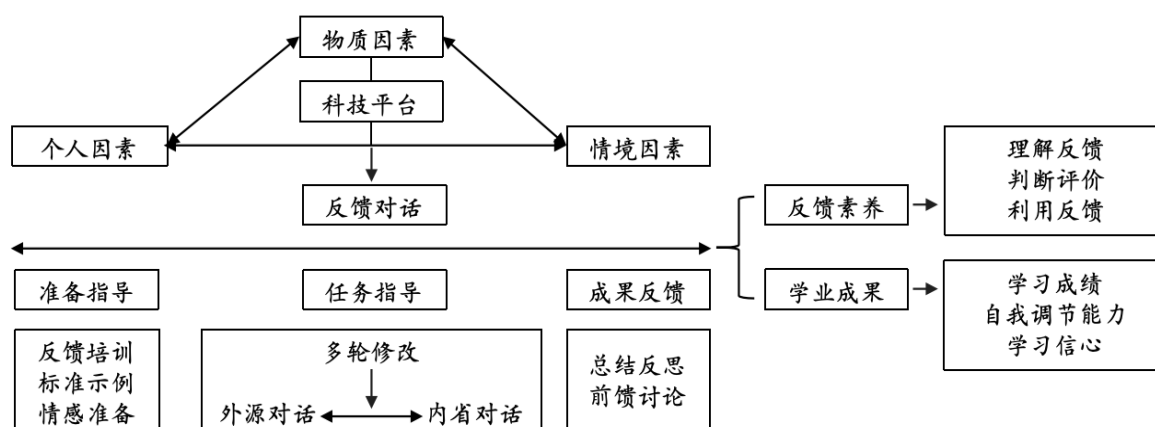 物质因素
科技平台
个人因素
情境因素
反馈对话
准备指导
任务指导
成果反馈
反馈培训
标准示例
情感准备
多轮修改
外源对话
内省对话
总结反思
前馈讨论
反馈素养
理解反馈
判断评价
利用反馈
学业成果
学习成绩
自我调节能力
学习信心